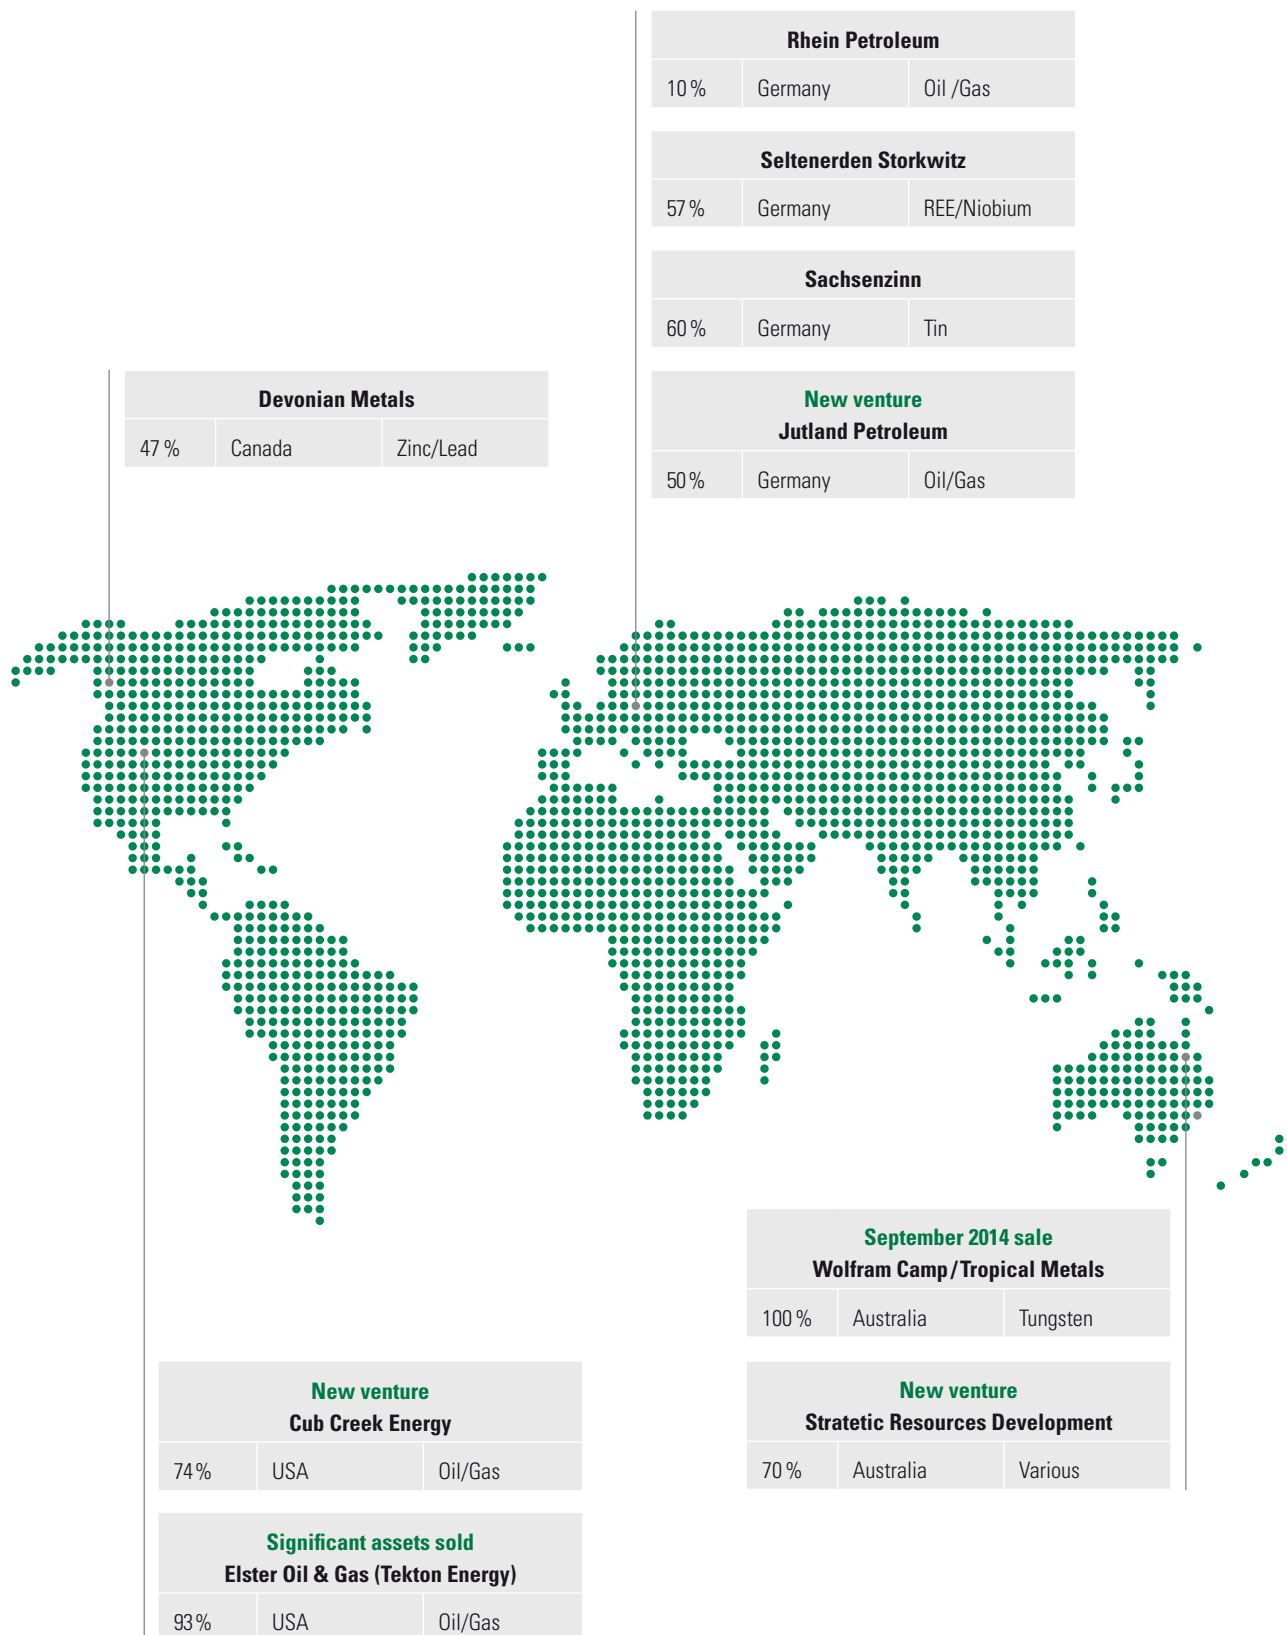 Rhein Petroleum
10 % Germany Oil /Gas
Seltenerden Storkwitz
57 % Germany REE/Niobium
Sachsenzinn
60 % Germany Tin
New venture
Jutland Petroleum
50 % Germany Oil/Gas
Devonian Metals
47 % Canada Zinc/Lead
September 2014 sale
Wolfram Camp/Tropical Metals
100 % Australia Tungsten
New venture
Stratetic Resources Development
70 % Australia Various
New venture
Cub Creek Energy
74 % USA Oil/Gas
Significant assets sold
Elster Oil & Gas (Tekton Energy)
93 % USA Oil/Gas